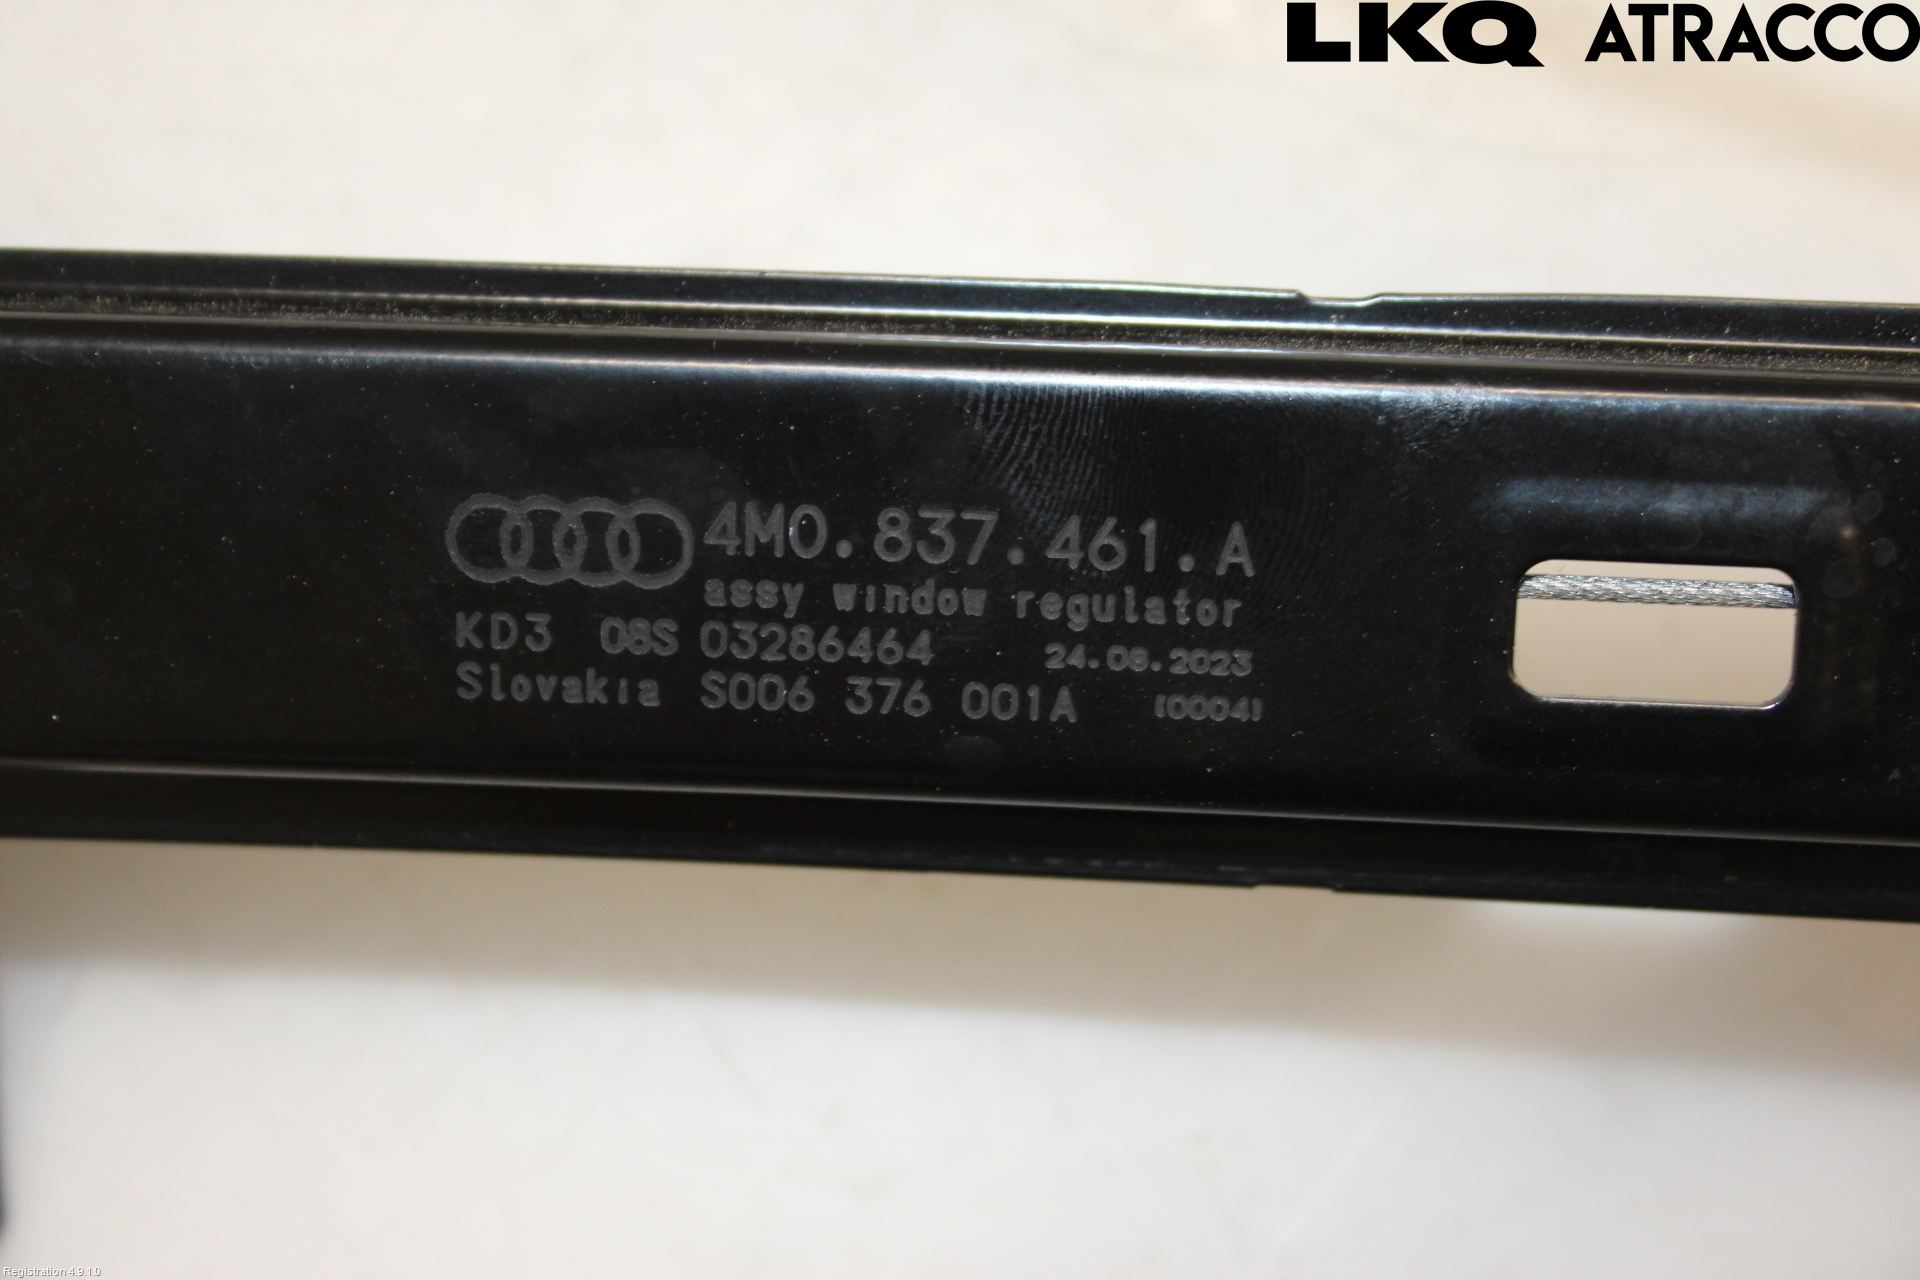 LKQ ATRACCO
4M0.837.461.A
assy window regulator
KD3 08S 03286464 24.08.2023
Slovakia S006 376 001A (0004)
Registration 4.9.1.0